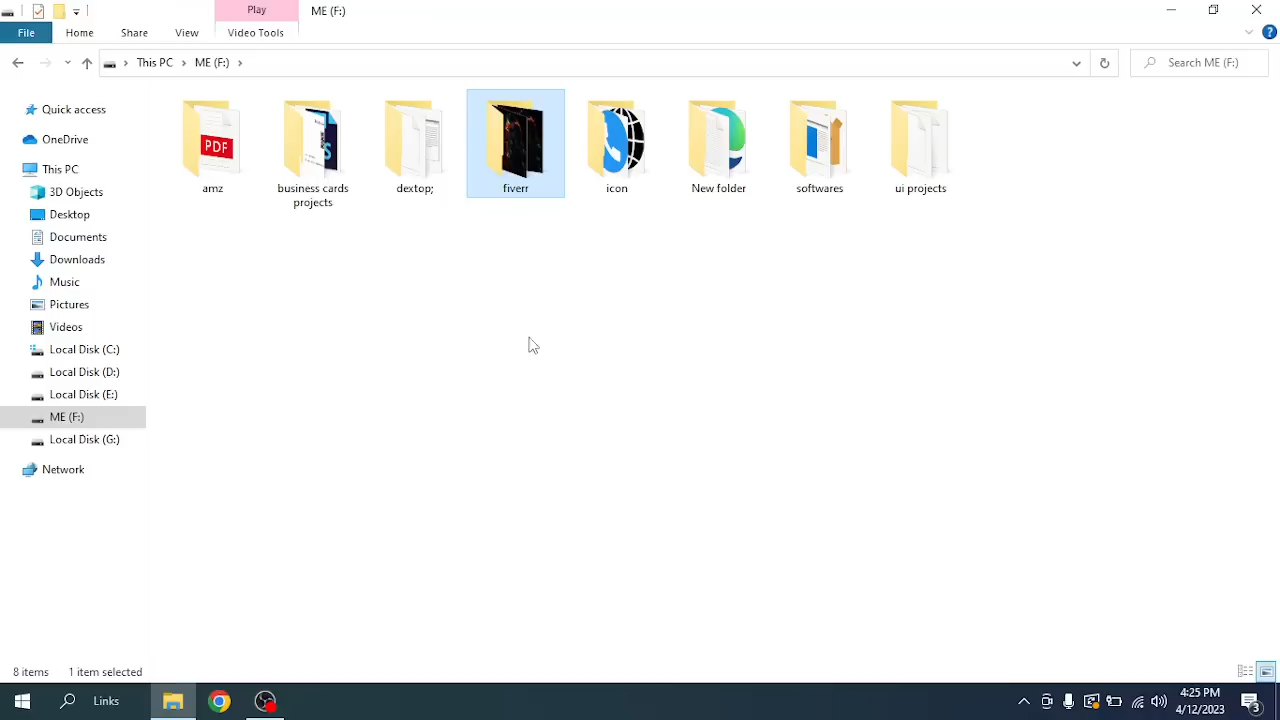 Play
ME (F:)
File
Home
Share
View
Video Tools
This PC
ME (F:)
Search ME (F:)
Quick access
OneDrive
This PC
3D Objects
Desktop
Documents
Downloads
Music
Pictures
Videos
Local Disk (C:)
Local Disk (D:)
Local Disk (E:)
ME (F:)
Local Disk (G:)
Network
PDF
amz
business cards
projects
dextop;
fiverr
icon
New folder
softwares
ui projects
8 items
1 item selected
Links
4:25 PM
4/12/2023
3